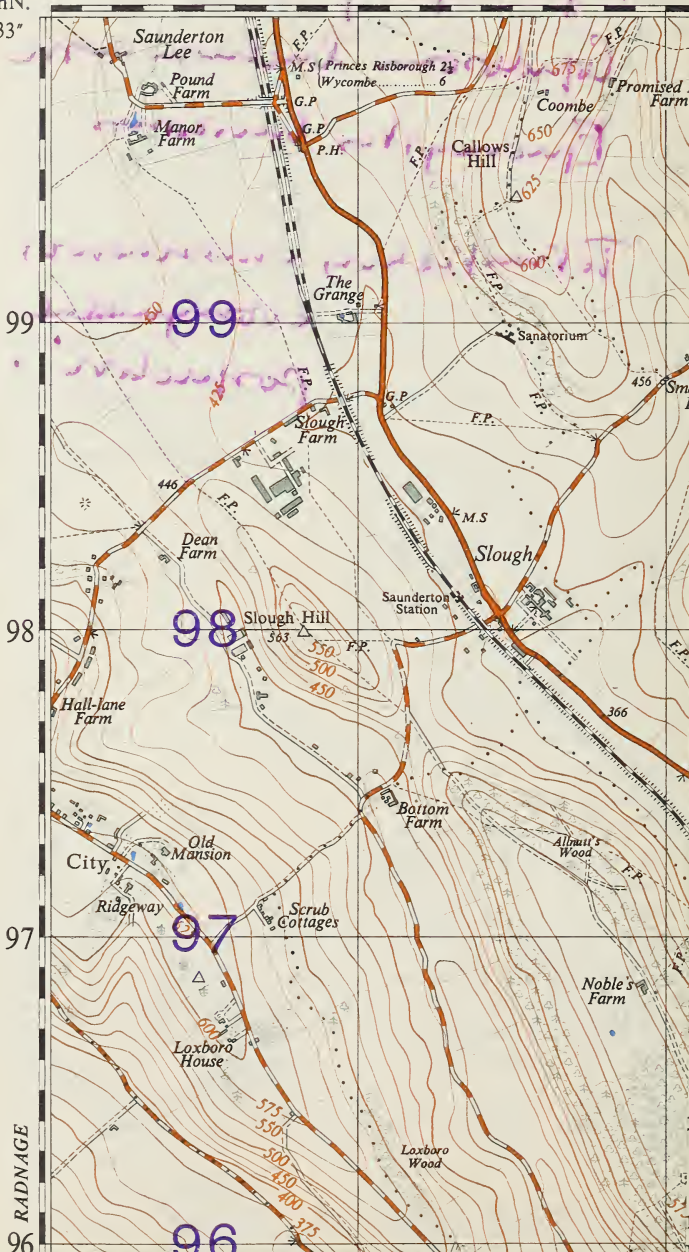 Saunderton
Lee
F.P.
M.S
Princes Risborough 2½
Wycombe ........ 6
675
F.P.
Pound
Farm
G.P
Coombe
Promised
Farm
Manor
Farm
G.P
P.H.
F.P.
650
Callows
Hill
625
600
F.P.
The
Grange
450
99
99
Sanatorium
425
F.P.
G.P
F.P.
F.P.
456
Slough
Farm
446
F.P.
M.S
Dean
Farm
Slough
Saunderton
Station
98
98
Slough Hill
563
F.P.
550
500
450
F.P.
Hall-lane
Farm
366
Bottom
Farm
City
Old
Mansion
Albutt's
Wood
F.P.
Ridgeway
Scrub
Cottages
97
97
Noble's
Farm
600
Loxboro
House
575
550
500
450
400
375
Loxboro
Wood
RADNAGE
96
96